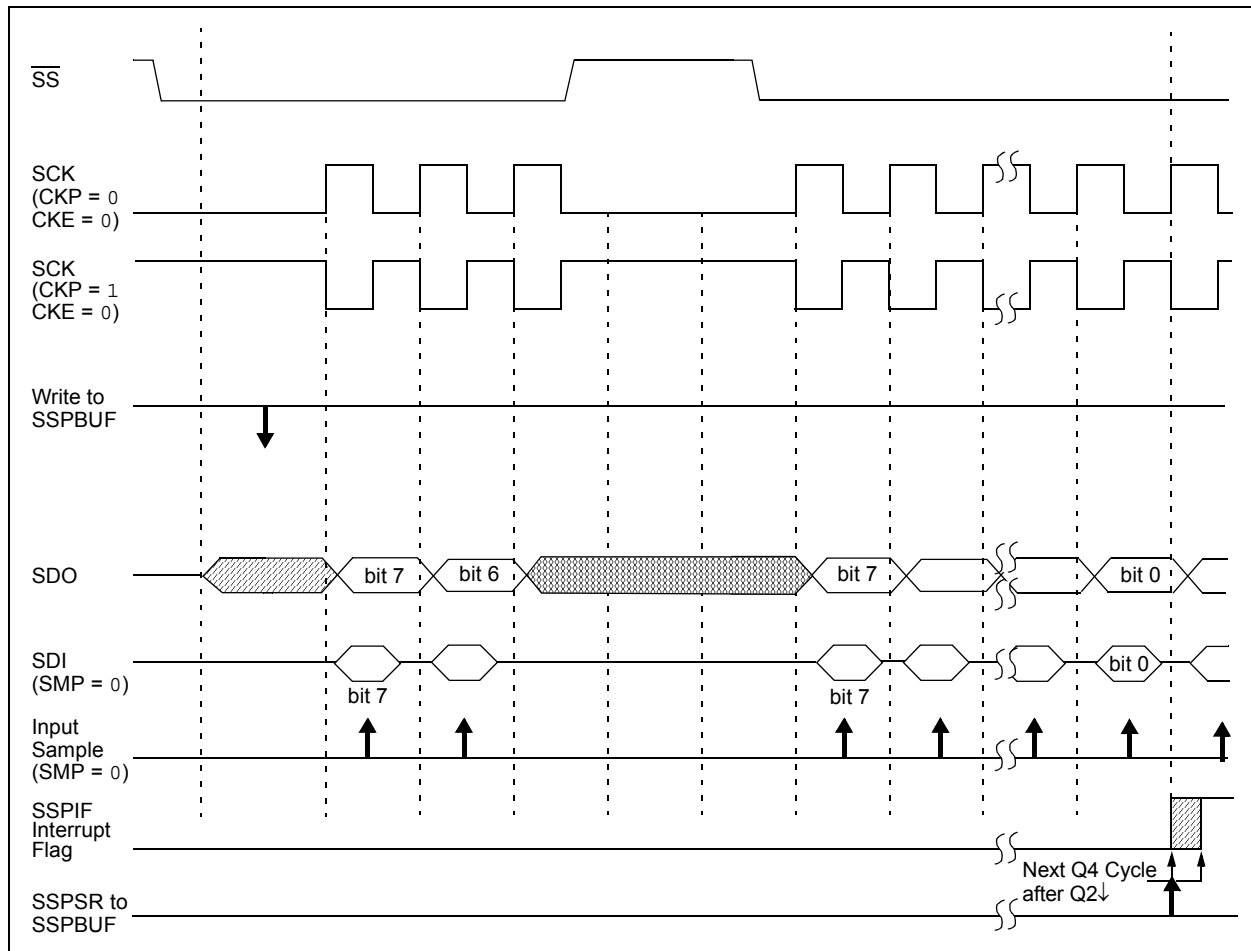 SS
SCK
(CKP = 0
CKE = 0)
SCK
(CKP = 1
CKE = 0)
Write to
SSPBUF
SDO
bit 7
bit 6
bit 7
bit 0
SDI
(SMP = 0)
bit 7
bit 7
bit 0
Input
Sample
(SMP = 0)
SSPIF
Interrupt
Flag
Next Q4 Cycle
after Q2↓
SSPSR to
SSPBUF